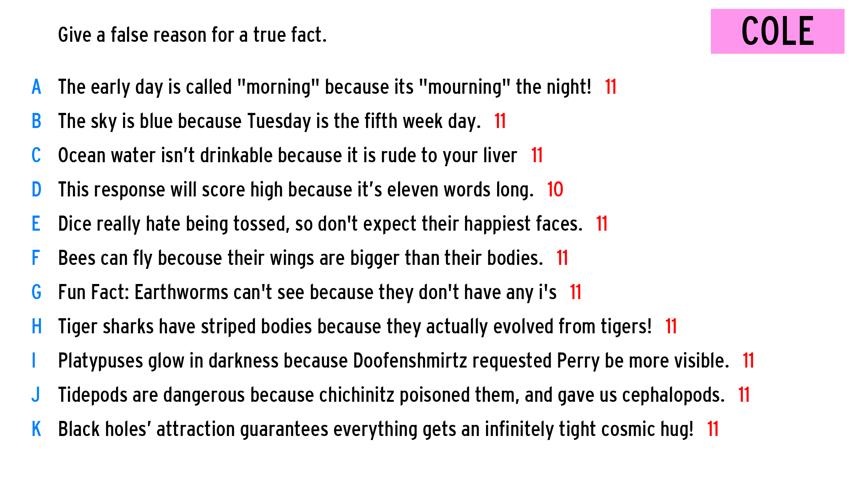 Give a false reason for a true fact.
COLE
A The early day is called "morning" because its "mourning" the night! 11
B The sky is blue because Tuesday is the fifth week day. 11
C Ocean water isn’t drinkable because it is rude to your liver 11
D This response will score high because it’s eleven words long. 10
E Dice really hate being tossed, so don't expect their happiest faces. 11
F Bees can fly becouse their wings are bigger than their bodies. 11
G Fun Fact: Earthworms can't see because they don't have any i's 11
H Tiger sharks have striped bodies because they actually evolved from tigers! 11
I Platypuses glow in darkness because Doofenshmirtz requested Perry be more visible. 11
J Tidepods are dangerous because chichinitz poisoned them, and gave us cephalopods. 11
K Black holes’ attraction guarantees everything gets an infinitely tight cosmic hug! 11